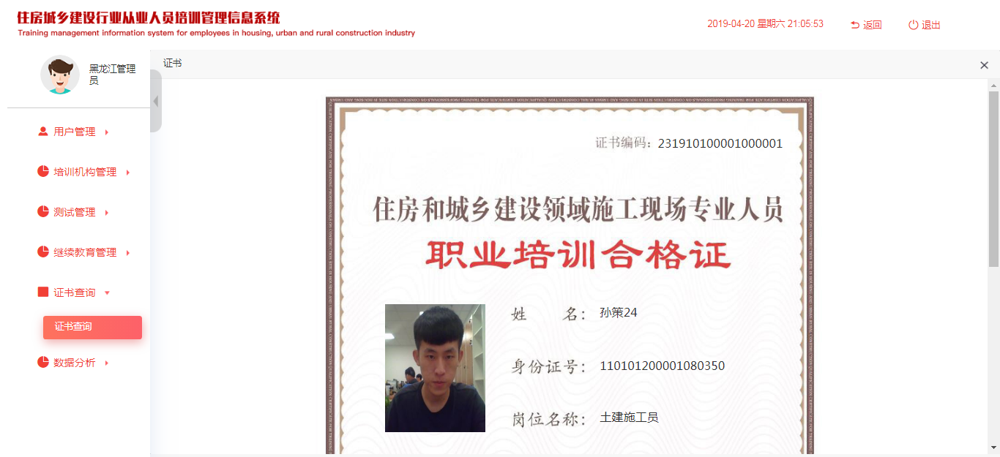 住房城乡建设行业从业人员培训管理信息系统
Training management information system for employees in housing, urban and rural construction industry
2019-04-20 星期六 21:05:53
返回
退出
黑龙江管理
员
用户管理
培训机构管理
测试管理
继续教育管理
证书查询
证书查询
数据分析
证书
证书编码：231910100001000001
住房和城乡建设领域施工现场专业人员
职业培训合格证
姓 名：孙策24
身份证号：110101200001080350
岗位名称：土建施工员